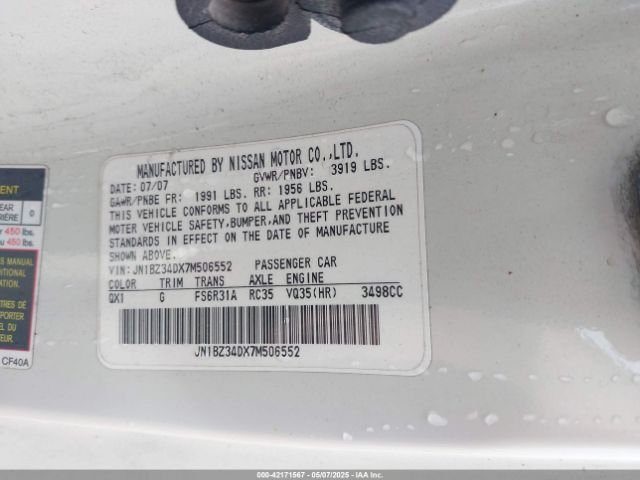 MANUFACTURED BY NISSAN MOTOR CO.,LTD.
DATE: 07/07 GVWR/PNBV: 3919 LBS.
GAWR/PNBE FR: 1991 LBS. RR: 1956 LBS.
THIS VEHICLE CONFORMS TO ALL APPLICABLE FEDERAL
MOTOR VEHICLE SAFETY,BUMPER,AND THEFT PREVENTION
STANDARDS IN EFFECT ON THE DATE OF MANUFACTURE
SHOWN ABOVE.
VIN: JN1BZ34DX7M506552 PASSENGER CAR
COLOR TRIM TRANS AXLE ENGINE
QX1 G FS6R31A RC35 VQ35(HR) 3498CC
JN1BZ34DX7M506552
0
450 lbs.
450 lbs.
CF40A
000-42171567 - 05/07/2025 - IAAI.COM